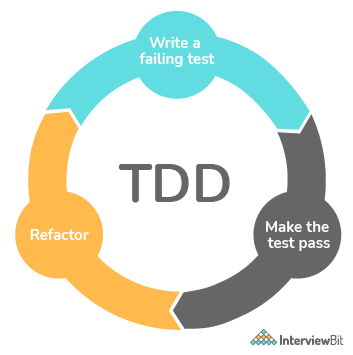 Write a
failing test
TDD
Refactor
Make the
test pass
InterviewBit